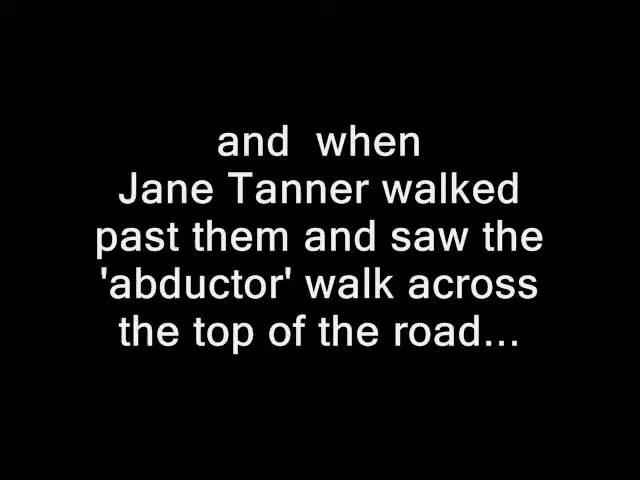 and  when
Jane Tanner walked
past them and saw the
'abductor' walk across
the top of the road...